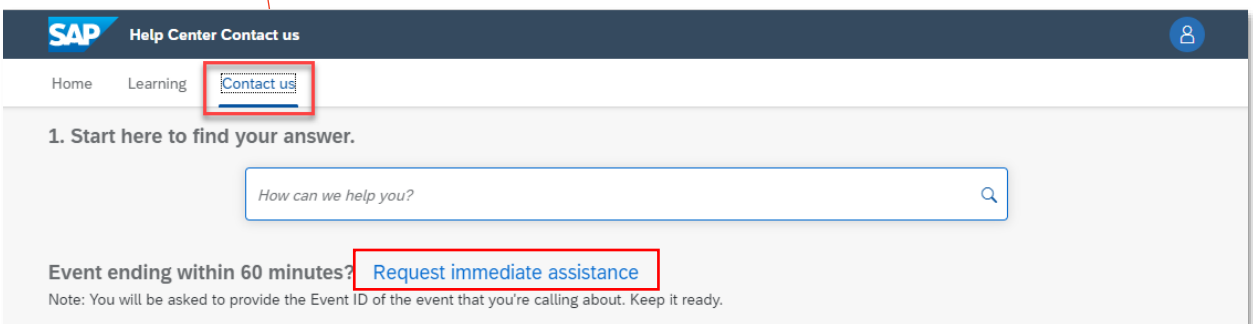 SAP Help Center Contact us
Home Learning Contact us
1. Start here to find your answer.
How can we help you?
Event ending within 60 minutes? Request immediate assistance
Note: You will be asked to provide the Event ID of the event that you're calling about. Keep it ready.